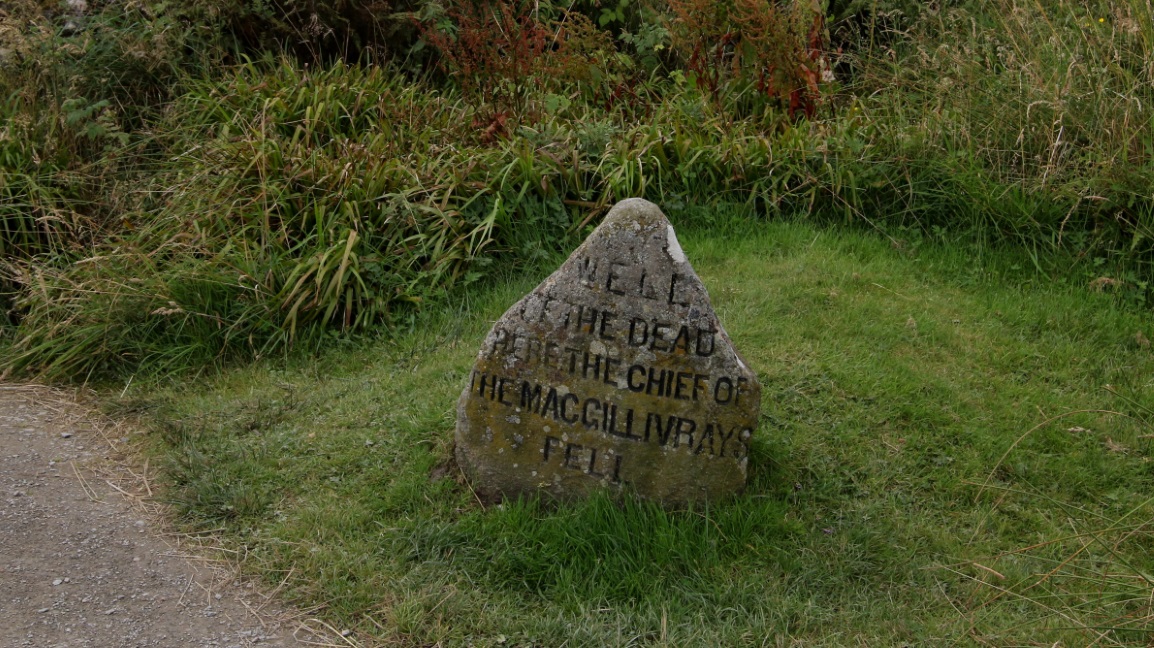 WELL
OF THE DEAD
HERE THE CHIEF OF
THE MACGILLIVRAYS
FELL